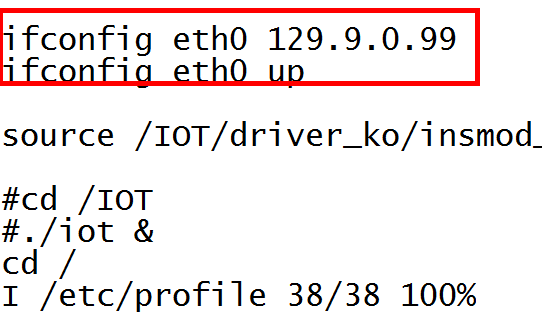 ifconfig eth0 129.9.0.99
ifconfig eth0 up
source /IOT/driver_ko/insmod_
#cd /IOT
#./iot &
cd /
I /etc/profile 38/38 100%